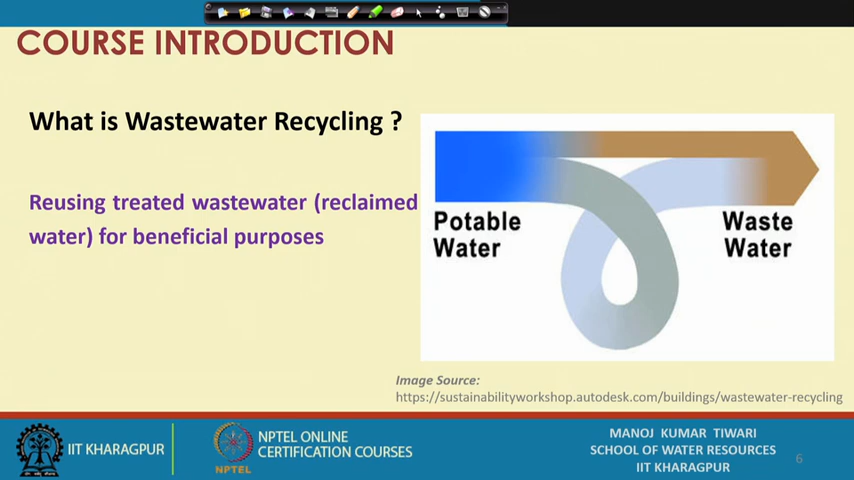 COURSE INTRODUCTION
What is Wastewater Recycling ?
Reusing treated wastewater (reclaimed
water) for beneficial purposes
Potable
Water
Waste
Water
Image Source:
https://sustainabilityworkshop.autodesk.com/buildings/wastewater-recycling
IIT KHARAGPUR
NPTEL
NPTEL ONLINE
CERTIFICATION COURSES
MANOJ KUMAR TIWARI
SCHOOL OF WATER RESOURCES
IIT KHARAGPUR
6